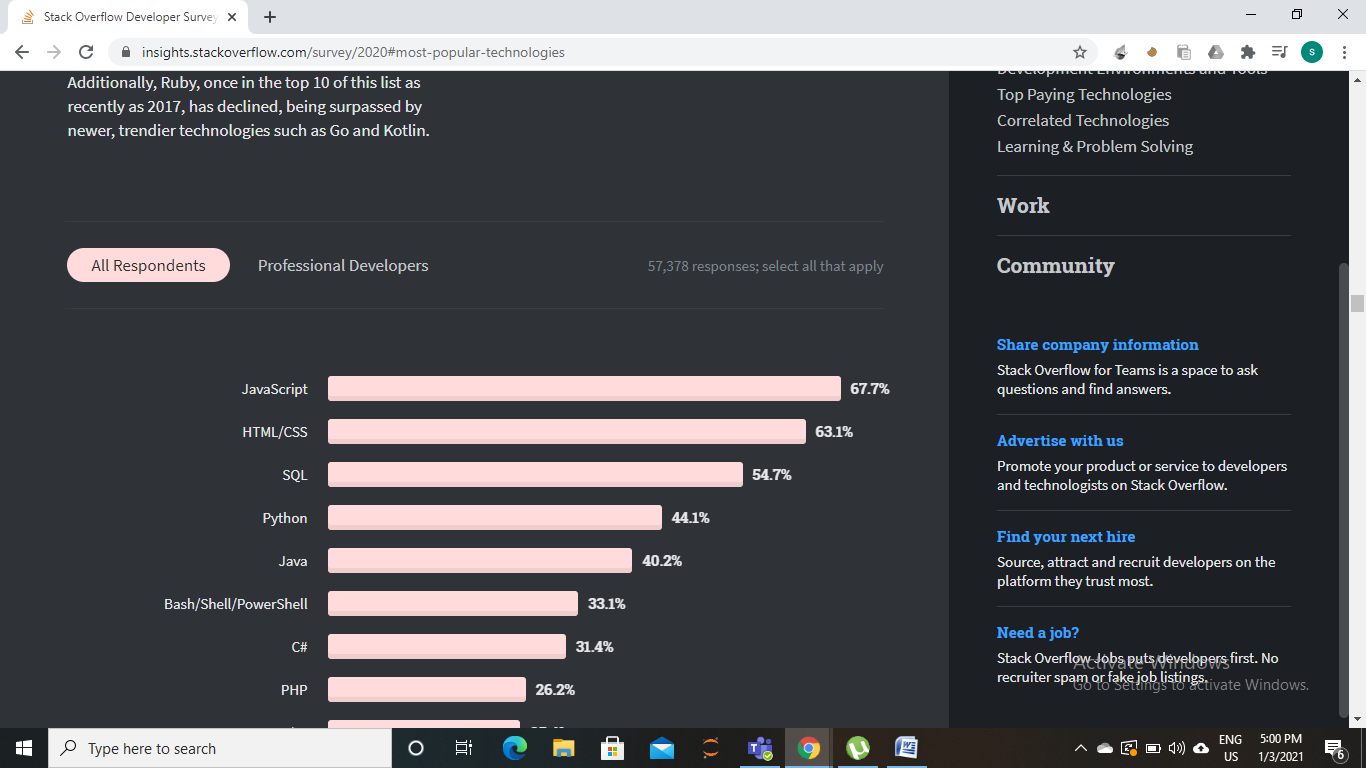 Stack Overflow Developer Survey
insights.stackoverflow.com/survey/2020#most-popular-technologies
S
Additionally, Ruby, once in the top 10 of this list as
recently as 2017, has declined, being surpassed by
newer, trendier technologies such as Go and Kotlin.
All Respondents
Professional Developers
57,378 responses; select all that apply
JavaScript 67.7%
HTML/CSS 63.1%
SQL 54.7%
Python 44.1%
Java 40.2%
Bash/Shell/PowerShell 33.1%
C# 31.4%
PHP 26.2%
Development Environments and Tools
Top Paying Technologies
Correlated Technologies
Learning & Problem Solving
Work
Community
Share company information
Stack Overflow for Teams is a space to ask
questions and find answers.
Advertise with us
Promote your product or service to developers
and technologists on Stack Overflow.
Find your next hire
Source, attract and recruit developers on the
platform they trust most.
Need a job?
Stack Overflow Jobs puts developers first. No
recruiter spam or fake job listings.
Activate Windows
Go to Settings to activate Windows.
Type here to search
ENG
US
5:00 PM
1/3/2021
6